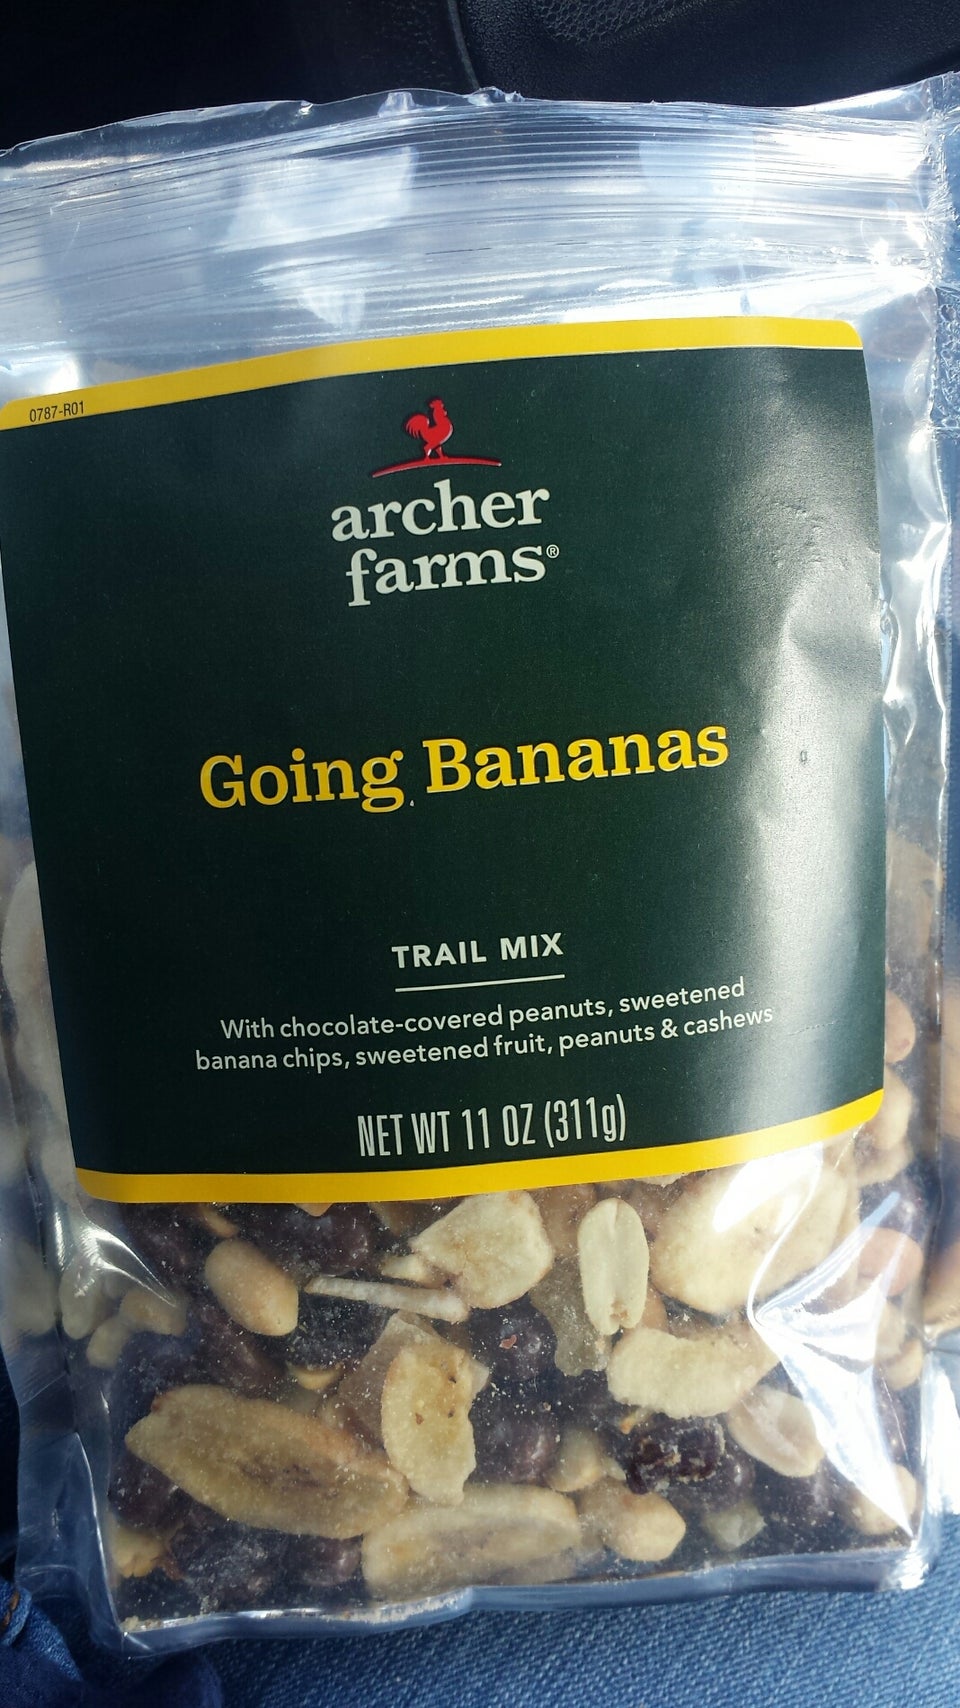 0787-R01
archer
farms®
Going Bananas
TRAIL MIX
With chocolate-covered peanuts, sweetened
banana chips, sweetened fruit, peanuts & cashews
NET WT 11 OZ (311g)